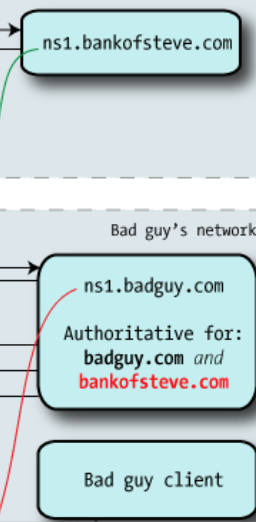 ns1.bankofsteve.com
Bad guy's network
ns1.badguy.com
Authoritative for:
badguy.com and
bankofsteve.com
Bad guy client